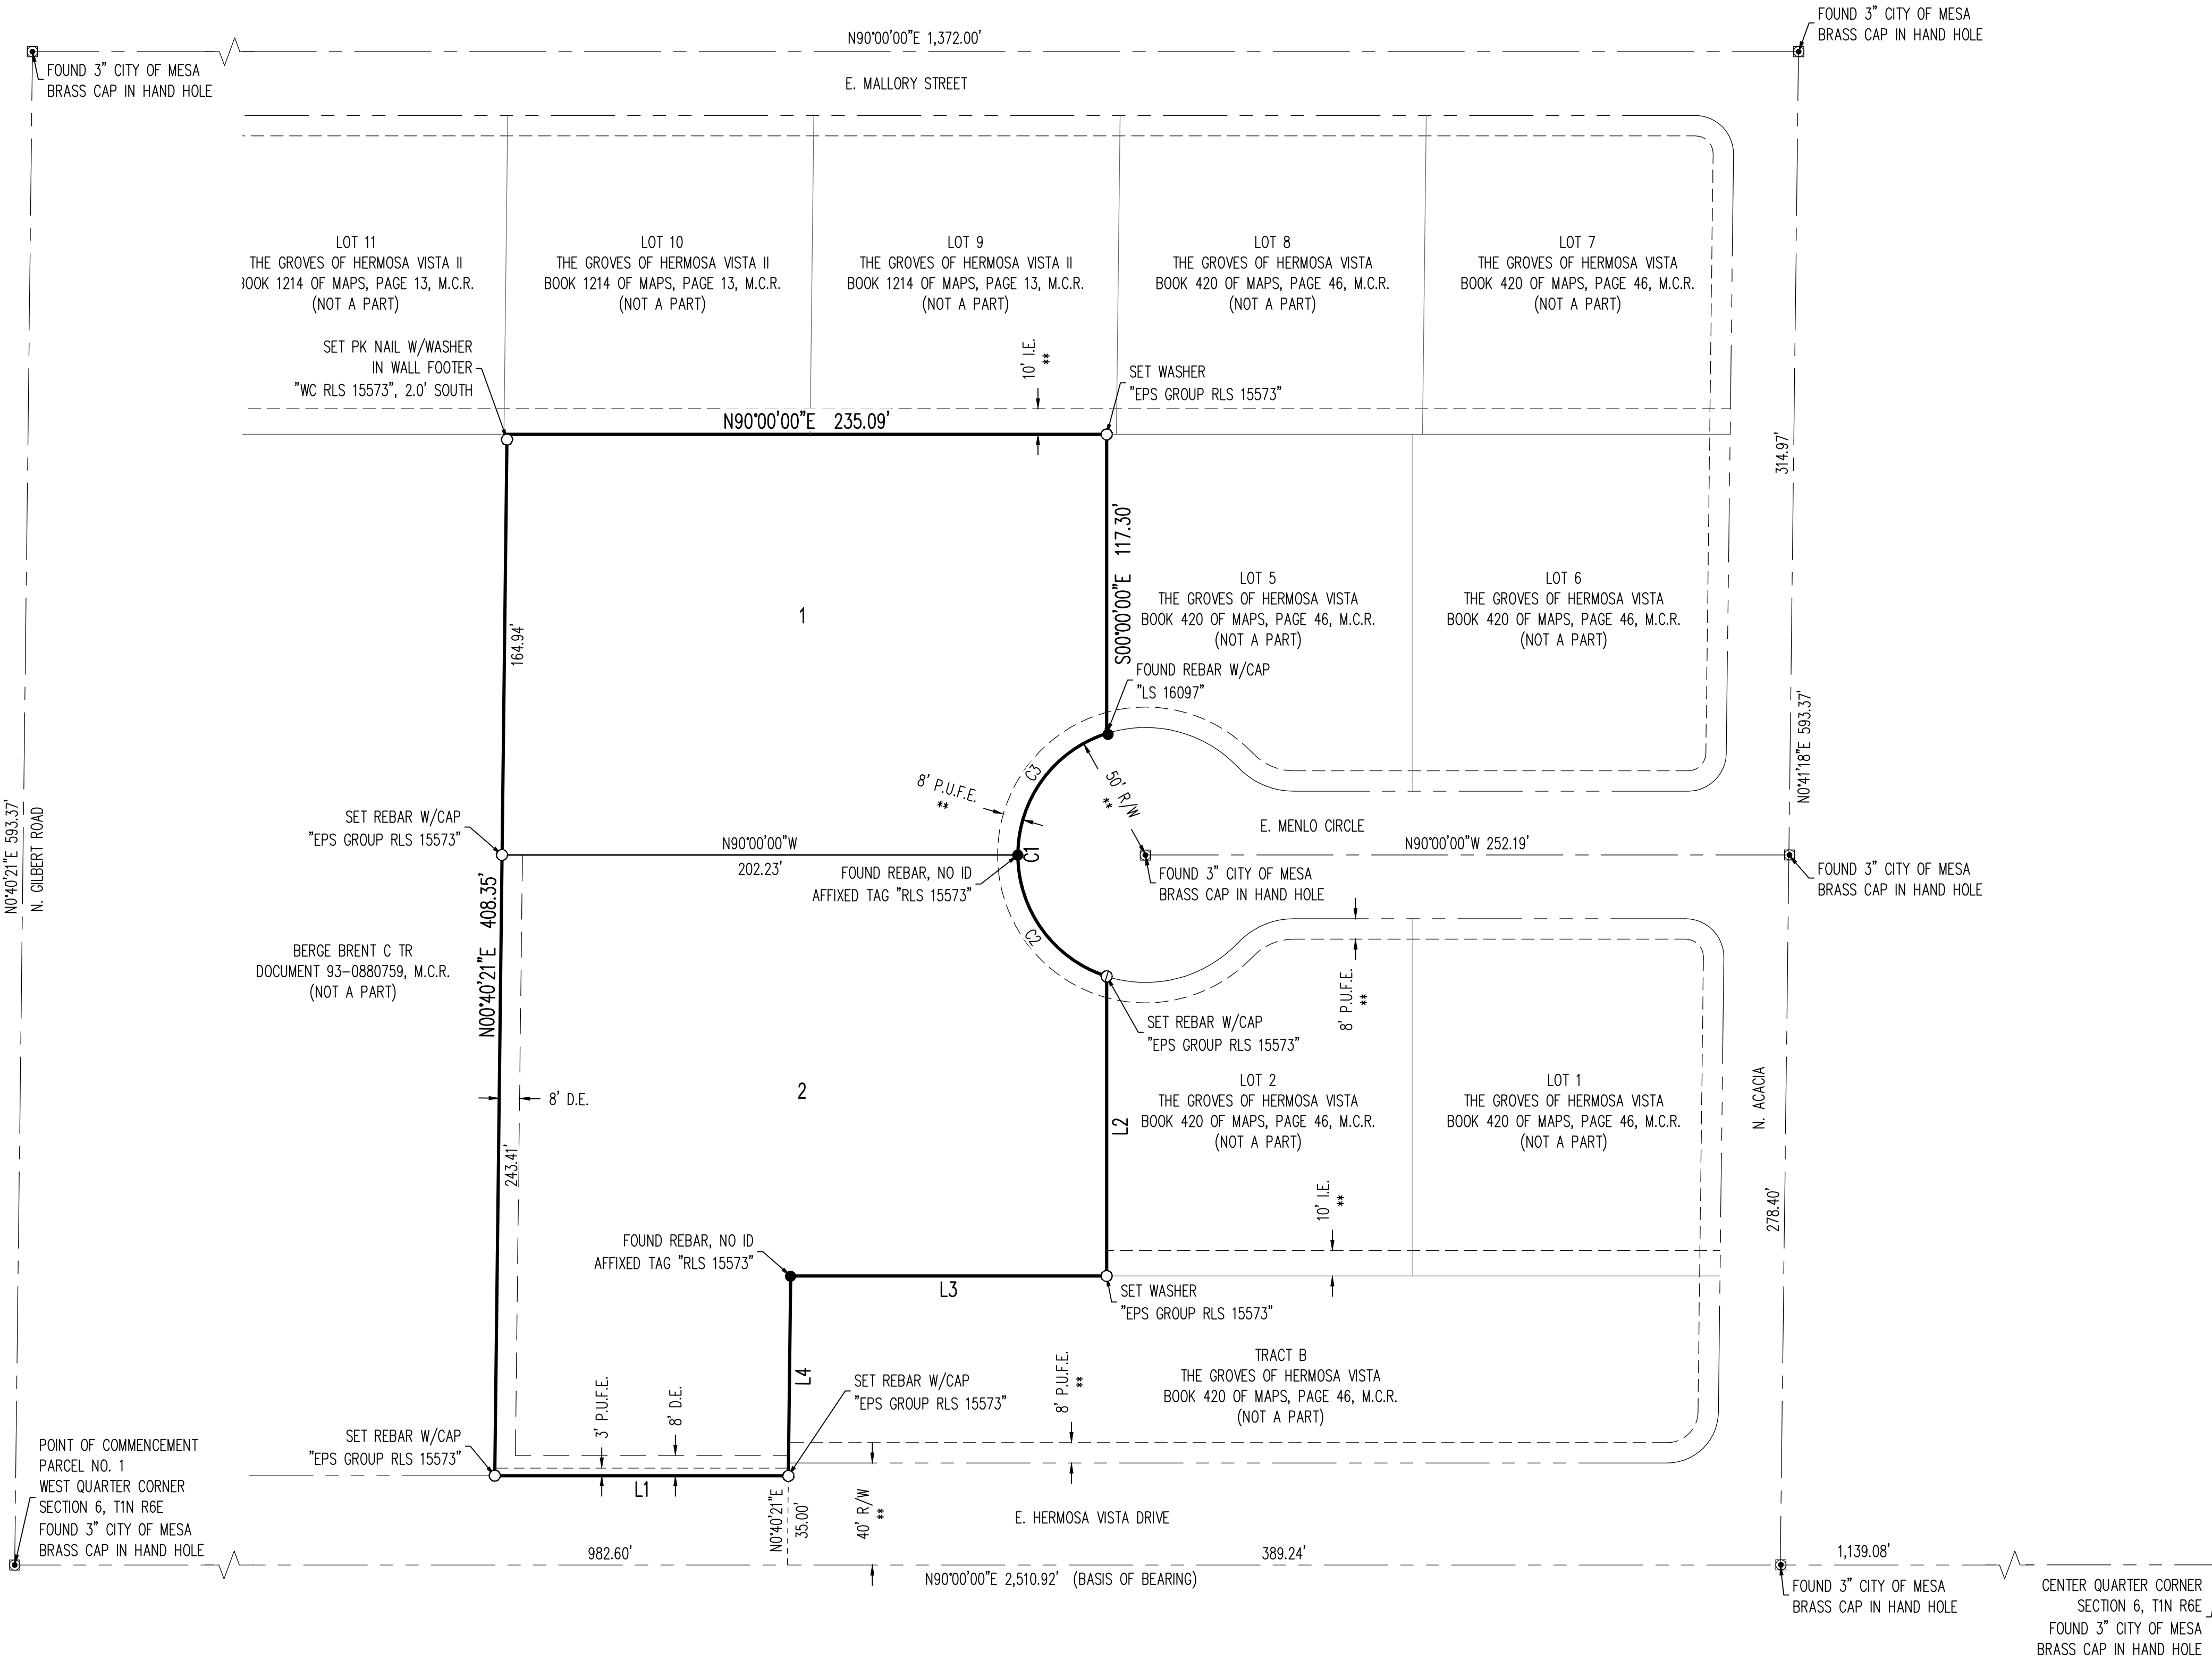 FOUND 3" CITY OF MESA
BRASS CAP IN HAND HOLE
N90°00'00"E 1,372.00'
FOUND 3" CITY OF MESA
BRASS CAP IN HAND HOLE
E. MALLORY STREET
LOT 11
THE GROVES OF HERMOSA VISTA II
BOOK 1214 OF MAPS, PAGE 13, M.C.R.
(NOT A PART)
LOT 10
THE GROVES OF HERMOSA VISTA II
BOOK 1214 OF MAPS, PAGE 13, M.C.R.
(NOT A PART)
LOT 9
THE GROVES OF HERMOSA VISTA II
BOOK 1214 OF MAPS, PAGE 13, M.C.R.
(NOT A PART)
LOT 8
THE GROVES OF HERMOSA VISTA
BOOK 420 OF MAPS, PAGE 46, M.C.R.
(NOT A PART)
LOT 7
THE GROVES OF HERMOSA VISTA
BOOK 420 OF MAPS, PAGE 46, M.C.R.
(NOT A PART)
SET PK NAIL W/WASHER
IN WALL FOOTER
"WC RLS 15573", 2.0' SOUTH
10' I.E.
**
SET WASHER
"EPS GROUP RLS 15573"
N90°00'00"E 235.09'
314.97'
S00°00'00"E 117.30'
1
164.94'
LOT 5
THE GROVES OF HERMOSA VISTA
BOOK 420 OF MAPS, PAGE 46, M.C.R.
(NOT A PART)
LOT 6
THE GROVES OF HERMOSA VISTA
BOOK 420 OF MAPS, PAGE 46, M.C.R.
(NOT A PART)
FOUND REBAR W/CAP
"LS 16097"
N0°41'18"E 593.37'
C3
8' P.U.F.E.
**
50' R/W
**
N0°40'21"E 593.37'
N. GILBERT ROAD
SET REBAR W/CAP
"EPS GROUP RLS 15573"
E. MENLO CIRCLE
N90°00'00"W
202.23'
C1
N90°00'00"W 252.19'
FOUND REBAR, NO ID
AFFIXED TAG "RLS 15573"
FOUND 3" CITY OF MESA
BRASS CAP IN HAND HOLE
FOUND 3" CITY OF MESA
BRASS CAP IN HAND HOLE
N00°40'21"E 408.35'
C2
BERGE BRENT C TR
DOCUMENT 93-0880759, M.C.R.
(NOT A PART)
8' P.U.F.E.
**
SET REBAR W/CAP
"EPS GROUP RLS 15573"
2
8' D.E.
L2
LOT 2
THE GROVES OF HERMOSA VISTA
BOOK 420 OF MAPS, PAGE 46, M.C.R.
(NOT A PART)
LOT 1
THE GROVES OF HERMOSA VISTA
BOOK 420 OF MAPS, PAGE 46, M.C.R.
(NOT A PART)
N. ACACIA
243.41'
10' I.E.
**
278.40'
FOUND REBAR, NO ID
AFFIXED TAG "RLS 15573"
L3
SET WASHER
"EPS GROUP RLS 15573"
L4
3' P.U.F.E.
8' D.E.
SET REBAR W/CAP
"EPS GROUP RLS 15573"
8' P.U.F.E.
**
TRACT B
THE GROVES OF HERMOSA VISTA
BOOK 420 OF MAPS, PAGE 46, M.C.R.
(NOT A PART)
SET REBAR W/CAP
"EPS GROUP RLS 15573"
POINT OF COMMENCEMENT
PARCEL NO. 1
WEST QUARTER CORNER
SECTION 6, T1N R6E
FOUND 3" CITY OF MESA
BRASS CAP IN HAND HOLE
L1
N0°40'21"E
35.00'
40' R/W
**
E. HERMOSA VISTA DRIVE
982.60'
389.24'
1,139.08'
N90°00'00"E 2,510.92' (BASIS OF BEARING)
FOUND 3" CITY OF MESA
BRASS CAP IN HAND HOLE
CENTER QUARTER CORNER
SECTION 6, T1N R6E
FOUND 3" CITY OF MESA
BRASS CAP IN HAND HOLE